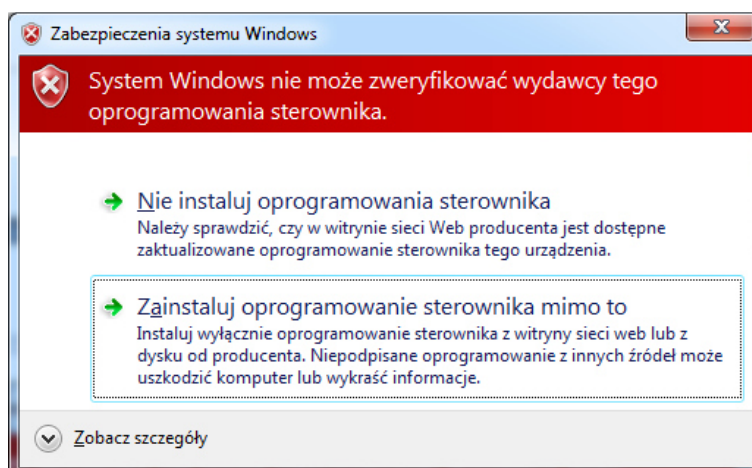 Zabezpieczenia systemu Windows
System Windows nie może zweryfikować wydawcy tego
oprogramowania sterownika.
Nie instaluj oprogramowania sterownika
Należy sprawdzić, czy w witrynie sieci Web producenta jest dostępne
zaktualizowane oprogramowanie sterownika tego urządzenia.
Zainstaluj oprogramowanie sterownika mimo to
Instaluj wyłącznie oprogramowanie sterownika z witryny sieci web lub z
dysku od producenta. Niepodpisane oprogramowanie z innych źródeł może
uszkodzić komputer lub wykraść informacje.
Zobacz szczegóły